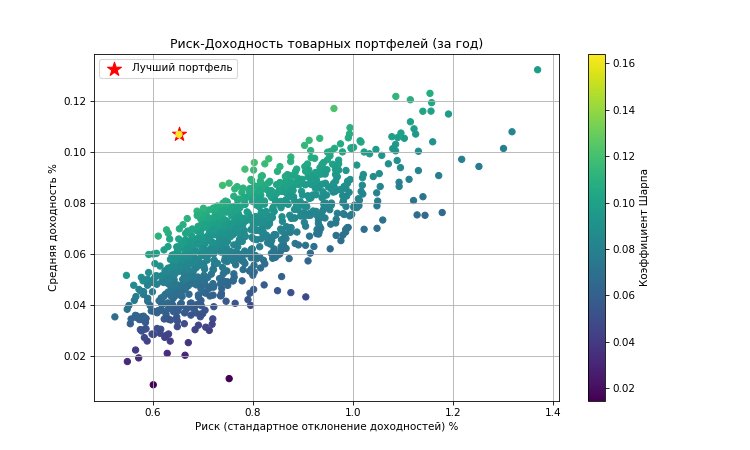 Риск-Доходность товарных портфелей (за год)
Лучший портфель
Средняя доходность %
0.12
0.10
0.08
0.06
0.04
0.02
0.6 0.8 1.0 1.2 1.4
Риск (стандартное отклонение доходностей) %
0.16
0.14
0.12
0.10
0.08
0.06
0.04
0.02
Коэффициент Шарпа